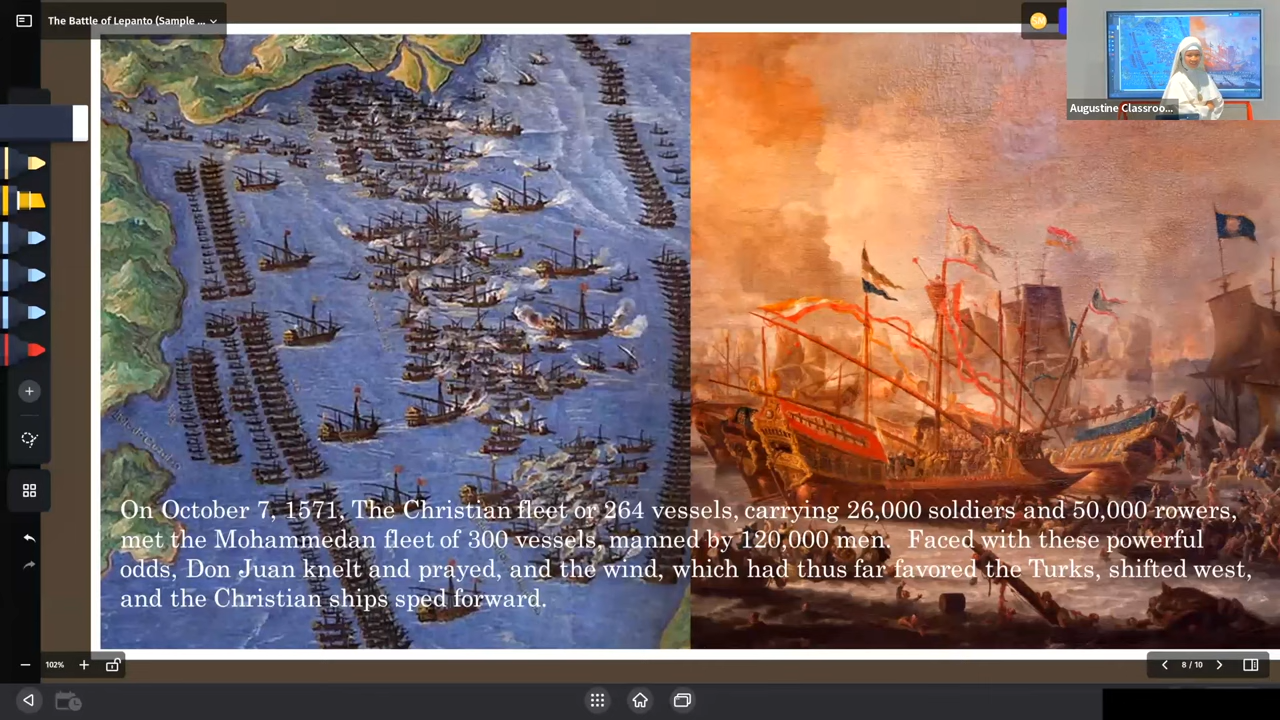 The Battle of Lepanto (Sample ...
SM
Augustine Classroo...
On October 7, 1571, The Christian fleet or 264 vessels, carrying 26,000 soldiers and 50,000 rowers,
met the Mohammedan fleet of 300 vessels, manned by 120,000 men. Faced with these powerful
odds, Don Juan knelt and prayed, and the wind, which had thus far favored the Turks, shifted west,
and the Christian ships sped forward.
102%
8 / 10